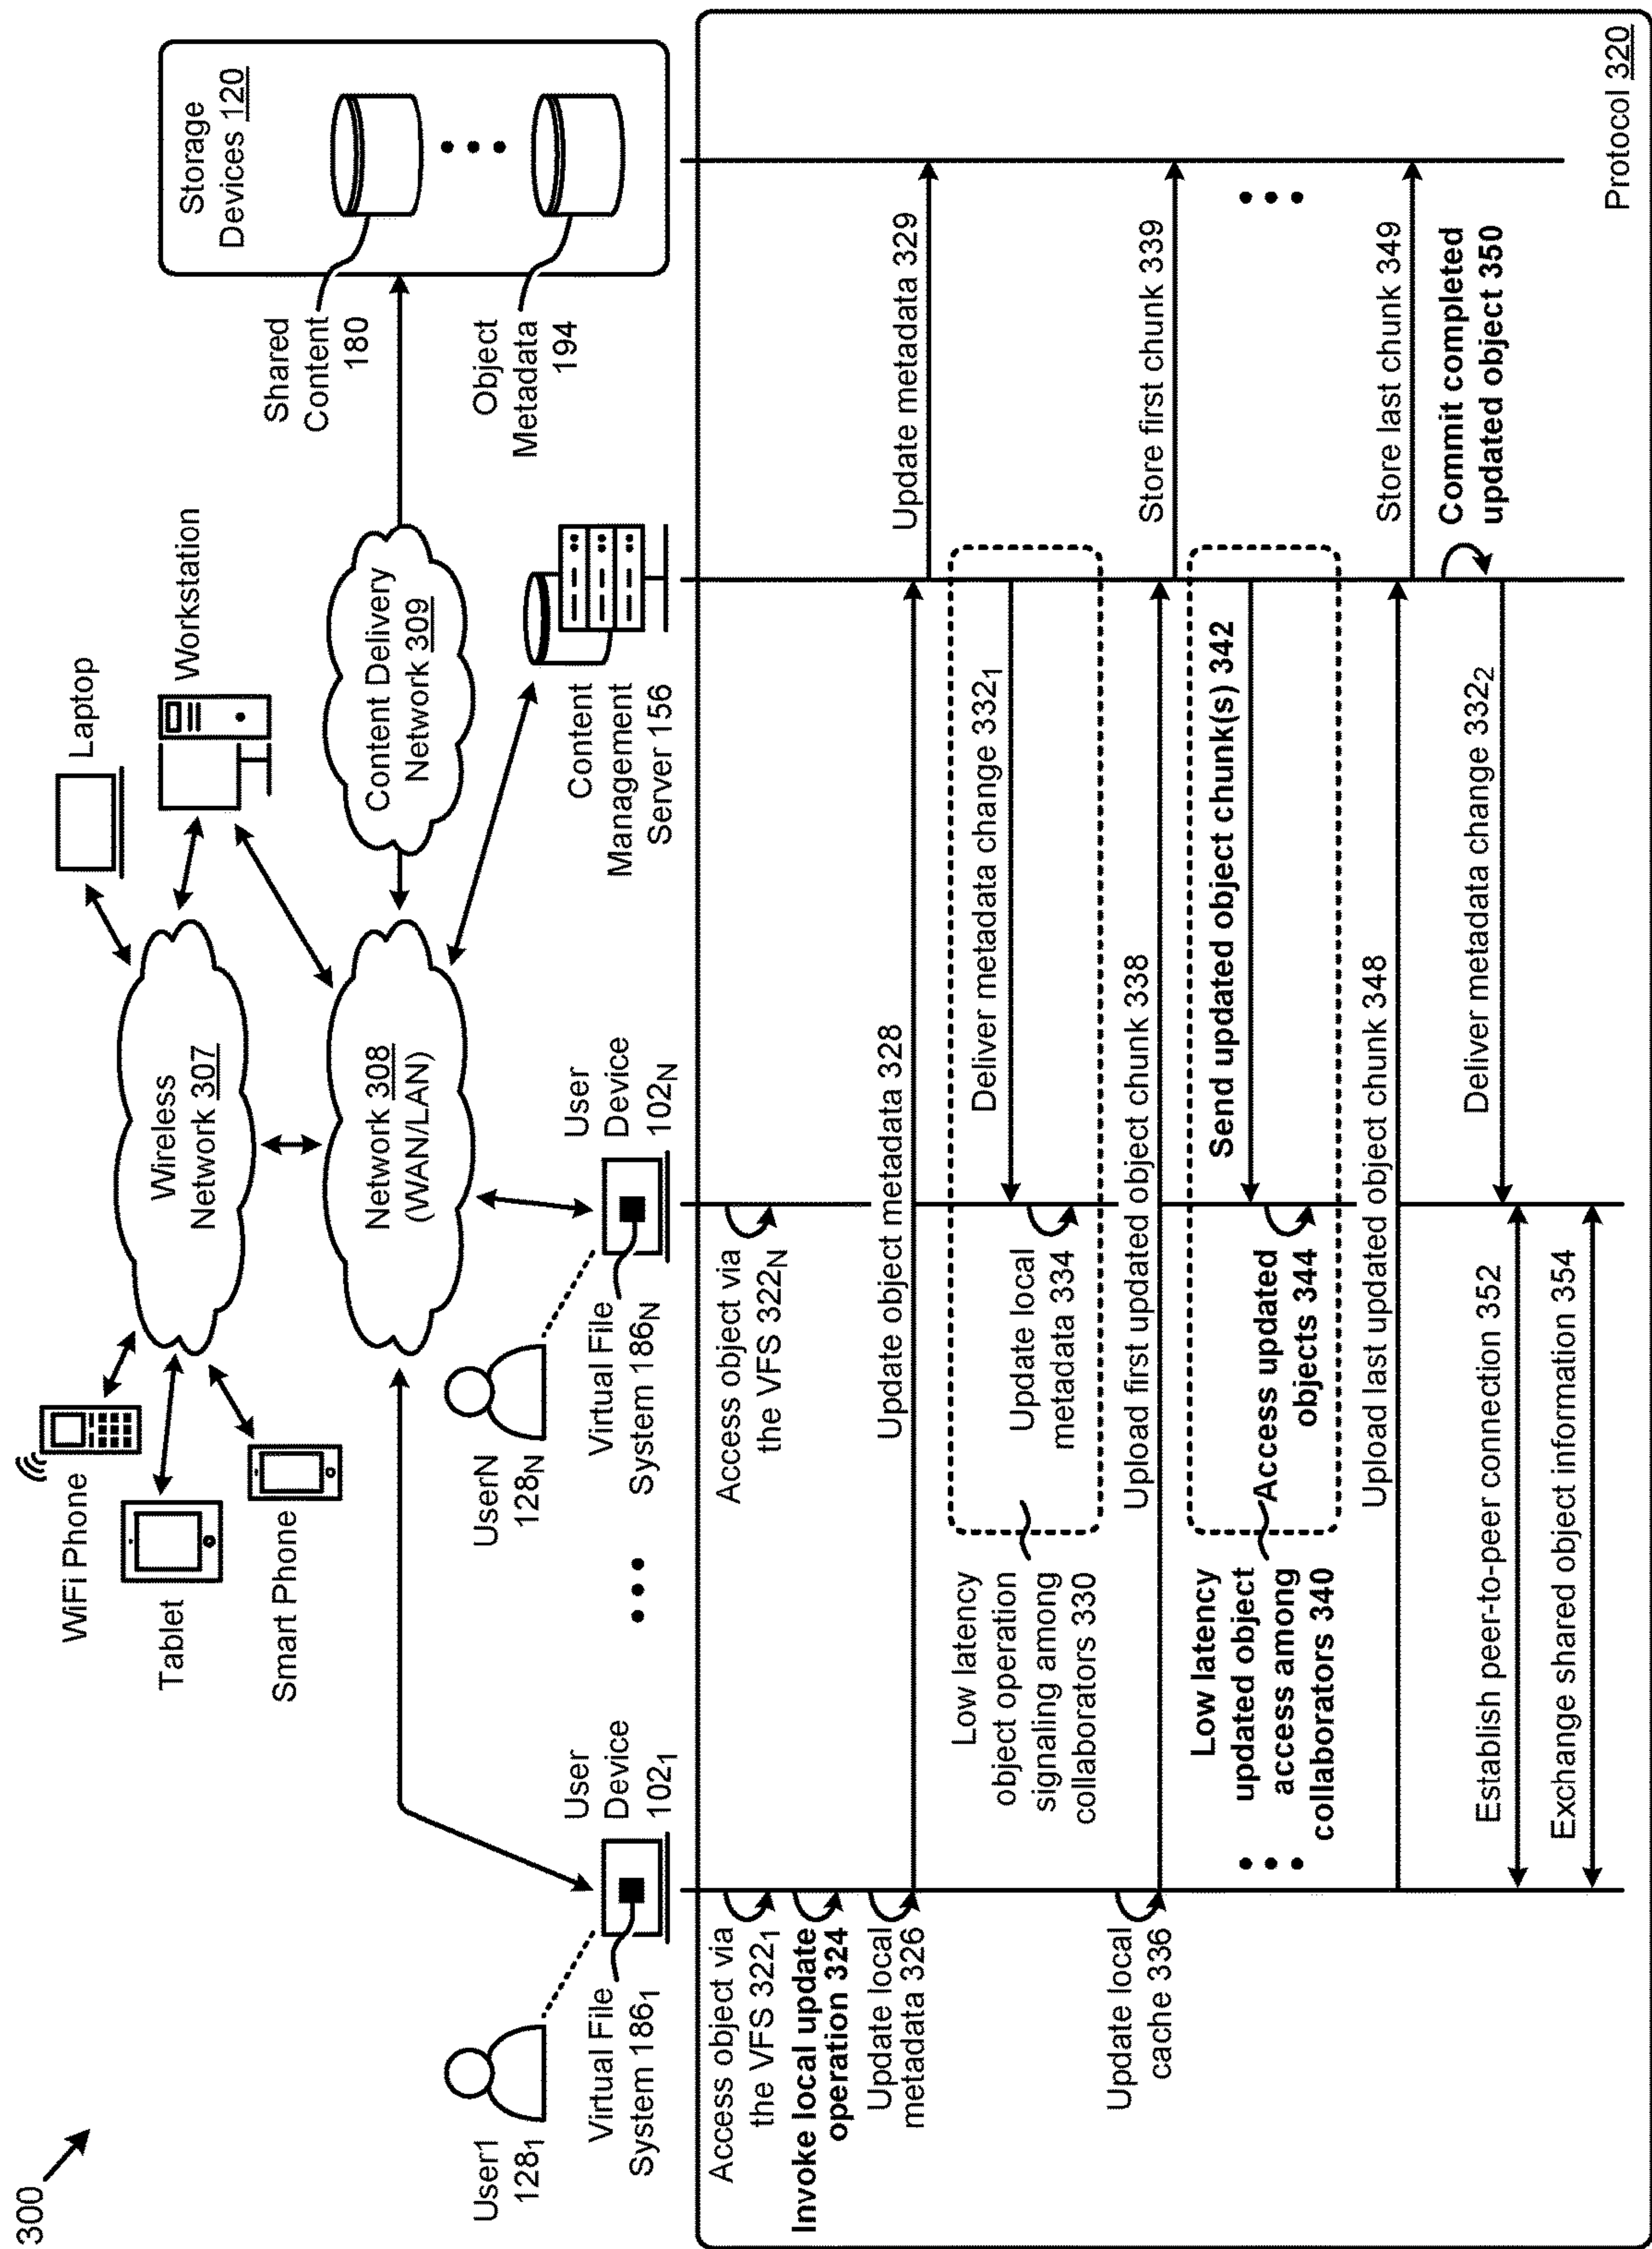 300
WiFi Phone
Tablet
Smart Phone
Wireless
Network 307
Laptop
Workstation
Network 308
(WAN/LAN)
Content Delivery
Network 309
Storage
Devices 120
Shared
Content
180
Object
Metadata
194
User1
128₁
Virtual File
System 186₁
User
Device
102₁
UserN
128N
Virtual File
System 186N
User
Device
102N
Content
Management
Server 156
Access object via
the VFS 322₁
Access object via
the VFS 322N
Invoke local update
operation 324
Update local
metadata 326
Update object metadata 328
Update metadata 329
Low latency
object operation
signaling among
collaborators 330
Deliver metadata change 332₁
Update local
metadata 334
Update local
cache 336
Upload first updated object chunk 338
Store first chunk 339
Low latency
updated object
access among
collaborators 340
Send updated object chunk(s) 342
Access updated
objects 344
Upload last updated object chunk 348
Store last chunk 349
Commit completed
updated object 350
Deliver metadata change 332₂
Establish peer-to-peer connection 352
Exchange shared object information 354
Protocol 320